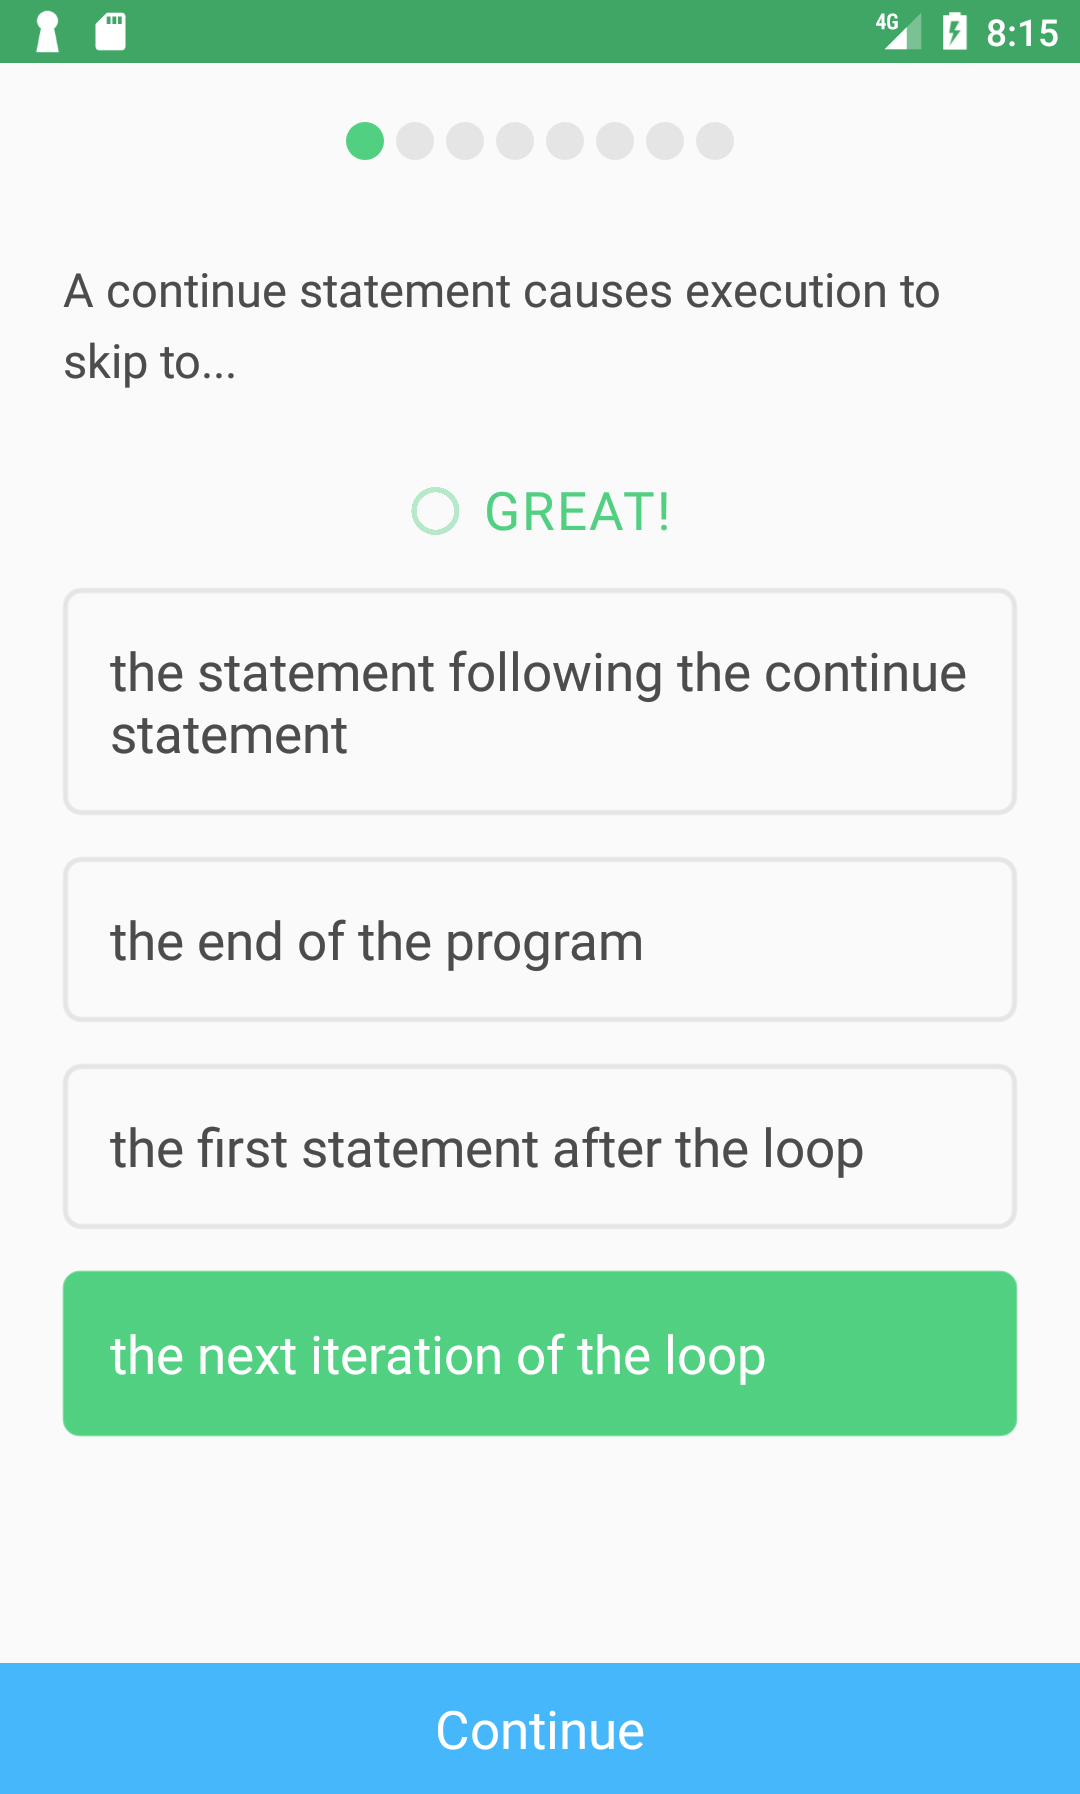 4G 8:15
A continue statement causes execution to
skip to...
GREAT!
the statement following the continue
statement
the end of the program
the first statement after the loop
the next iteration of the loop
Continue